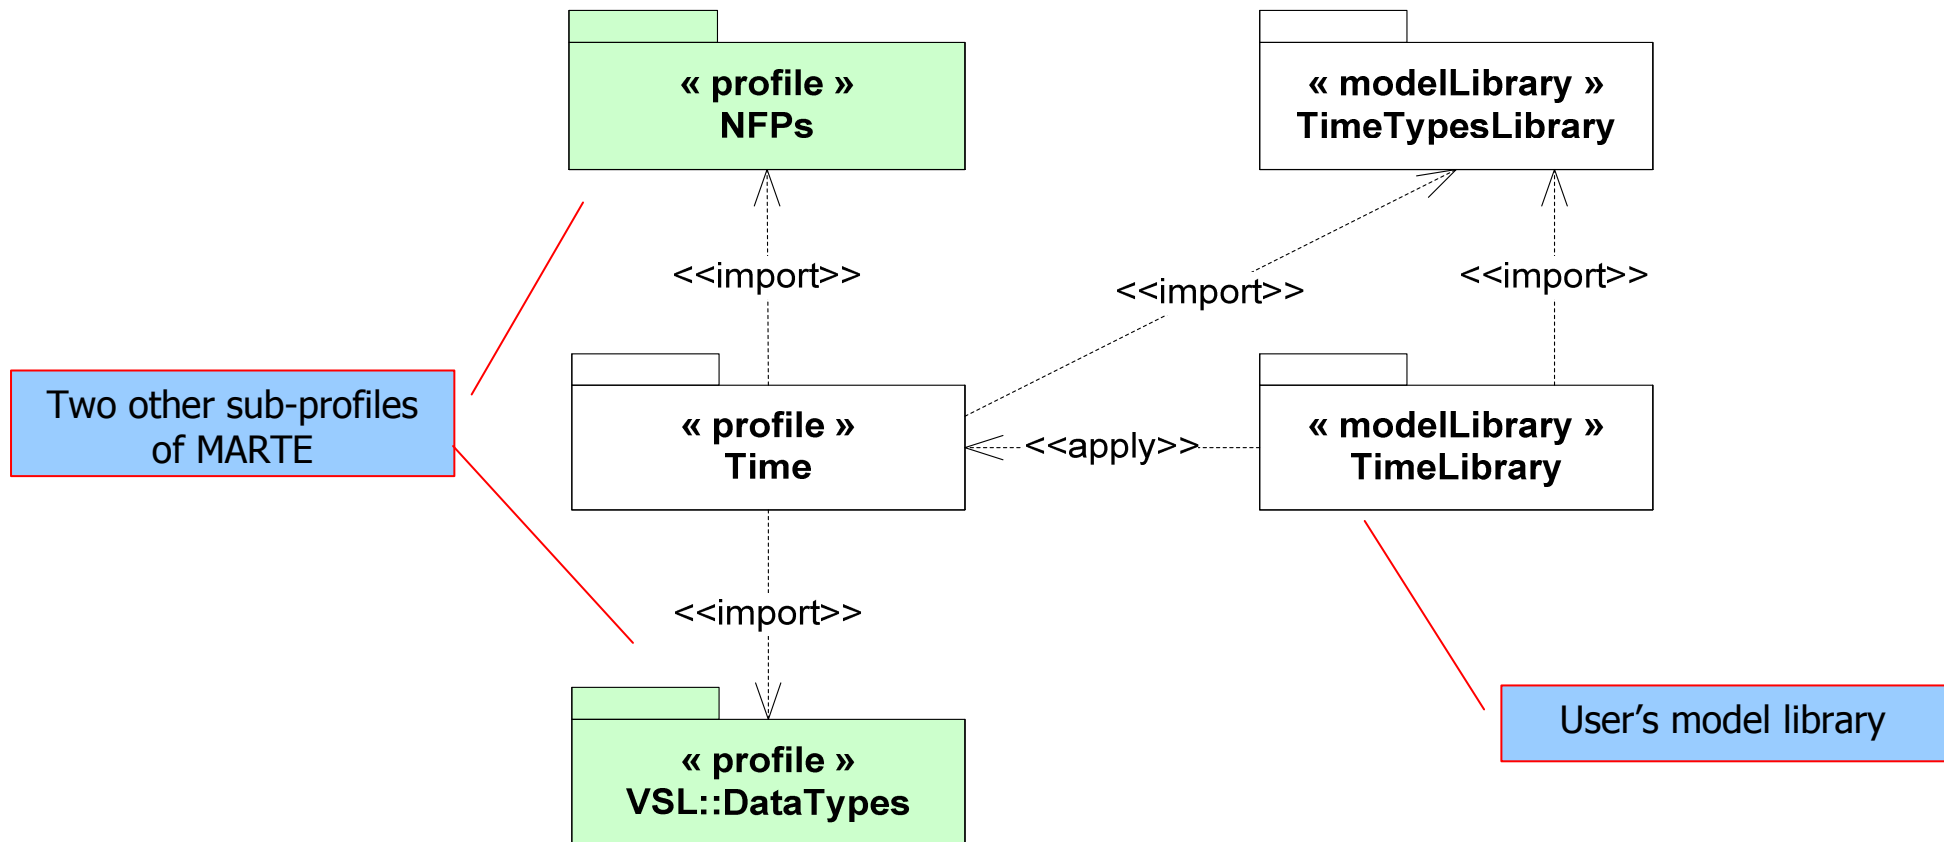 « profile »
NFPs
« modelLibrary »
TimeTypesLibrary
<<import>>
<<import>>
<<import>>
Two other sub-profiles
of MARTE
« profile »
Time
<<apply>>
« modelLibrary »
TimeLibrary
<<import>>
User’s model library
« profile »
VSL::DataTypes